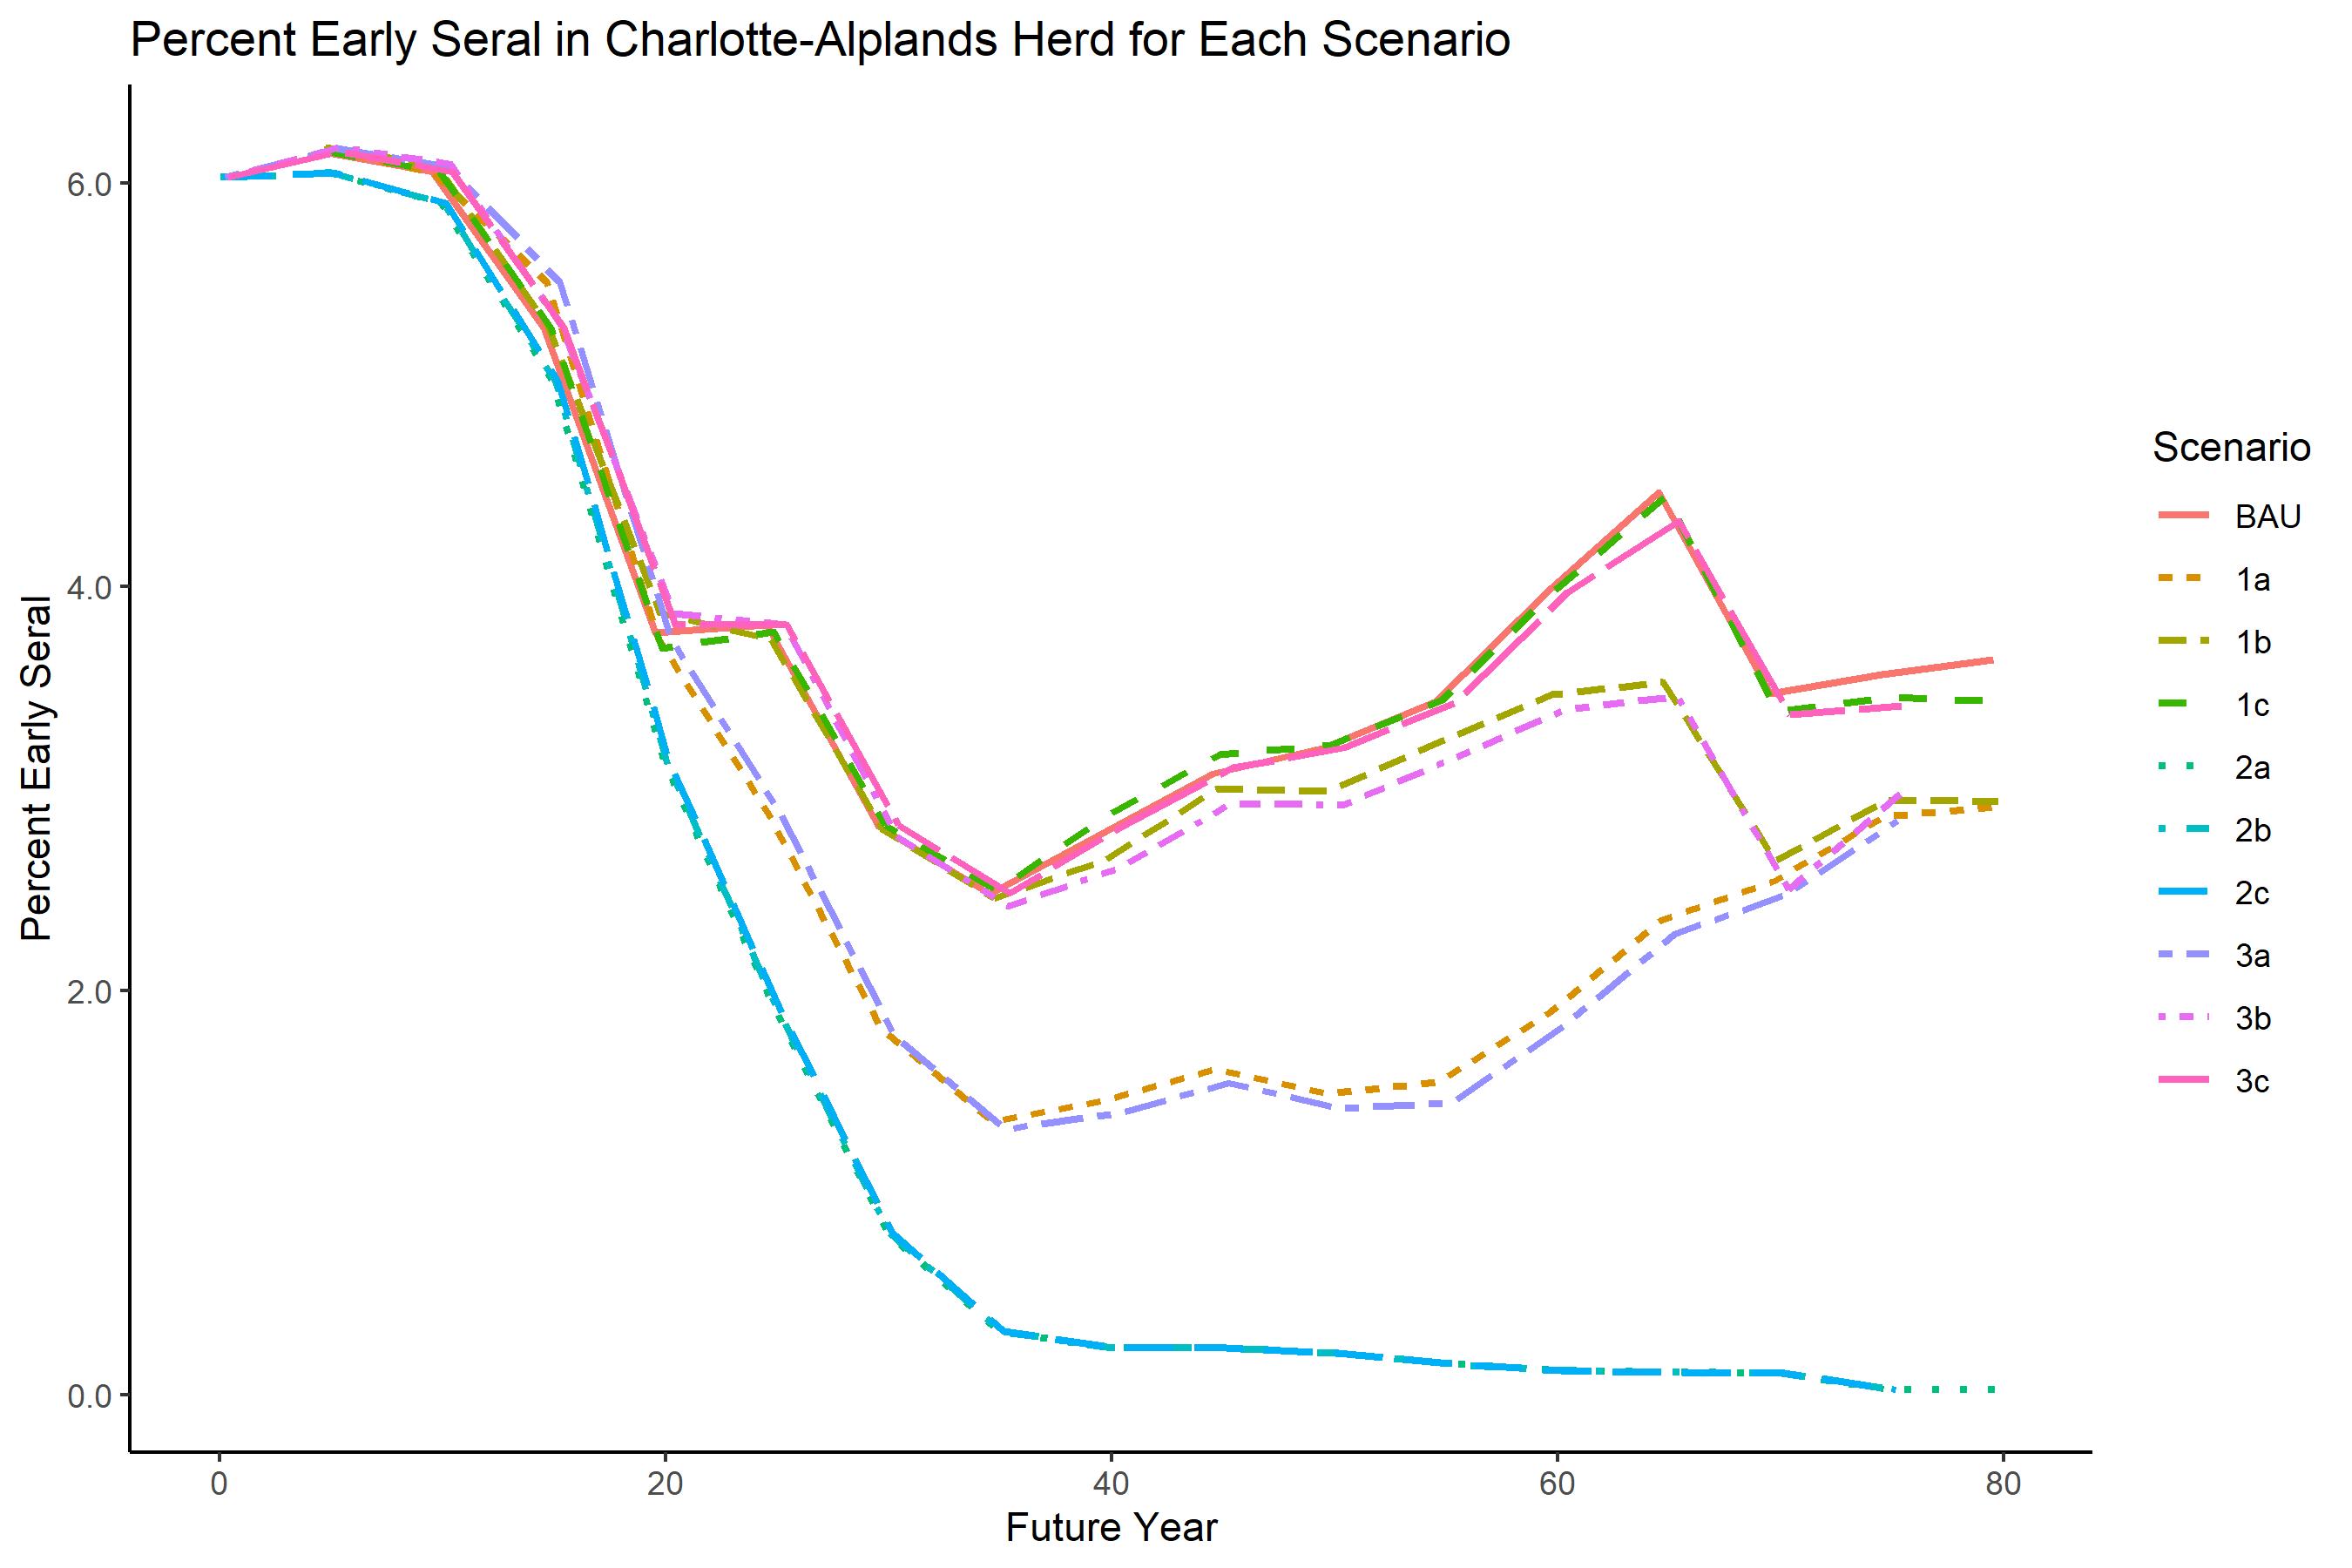 Percent Early Seral in Charlotte-Alplands Herd for Each Scenario
Percent Early Seral
6.0
4.0
2.0
0.0
0 20 40 60 80
Future Year
Scenario
BAU
1a
1b
1c
2a
2b
2c
3a
3b
3c